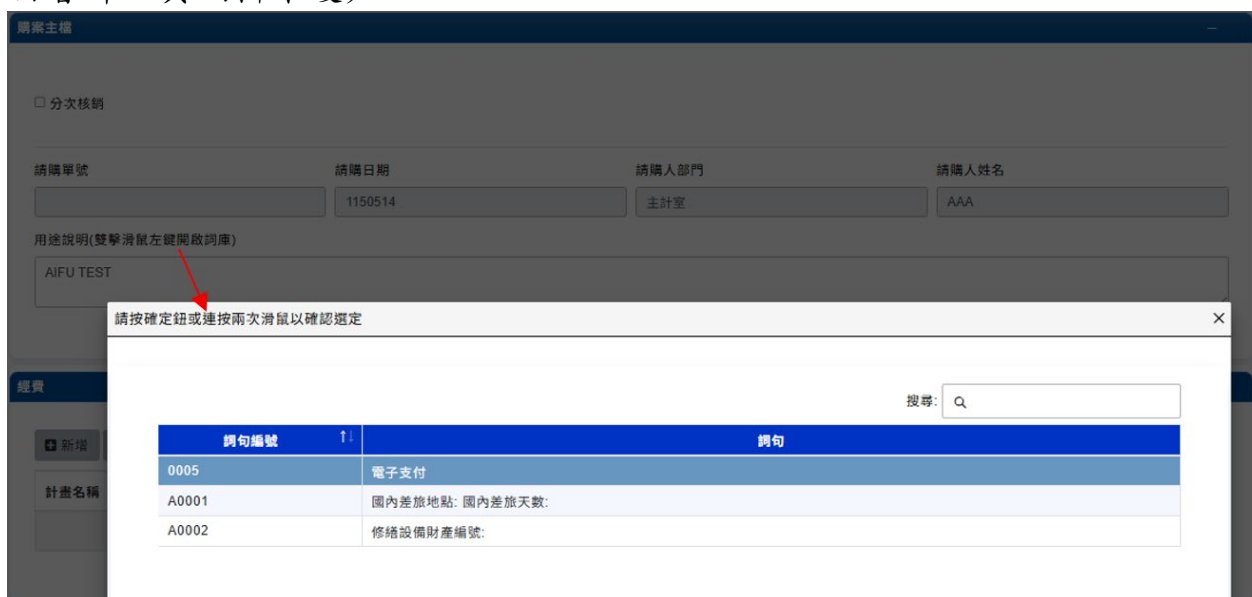 購案主檔
分次核銷
請購單號 請購日期 請購人部門 請購人姓名
1150514 主計室 AAA
用途說明(雙擊滑鼠左鍵開啟詞庫)
AIFU TEST
請按確定鈕或連按兩次滑鼠以確認選定
經費
搜尋:
新增
詞句編號 詞句
0005 電子支付
計畫名稱
A0001 國內差旅地點: 國內差旅天數:
A0002 修繕設備財產編號: